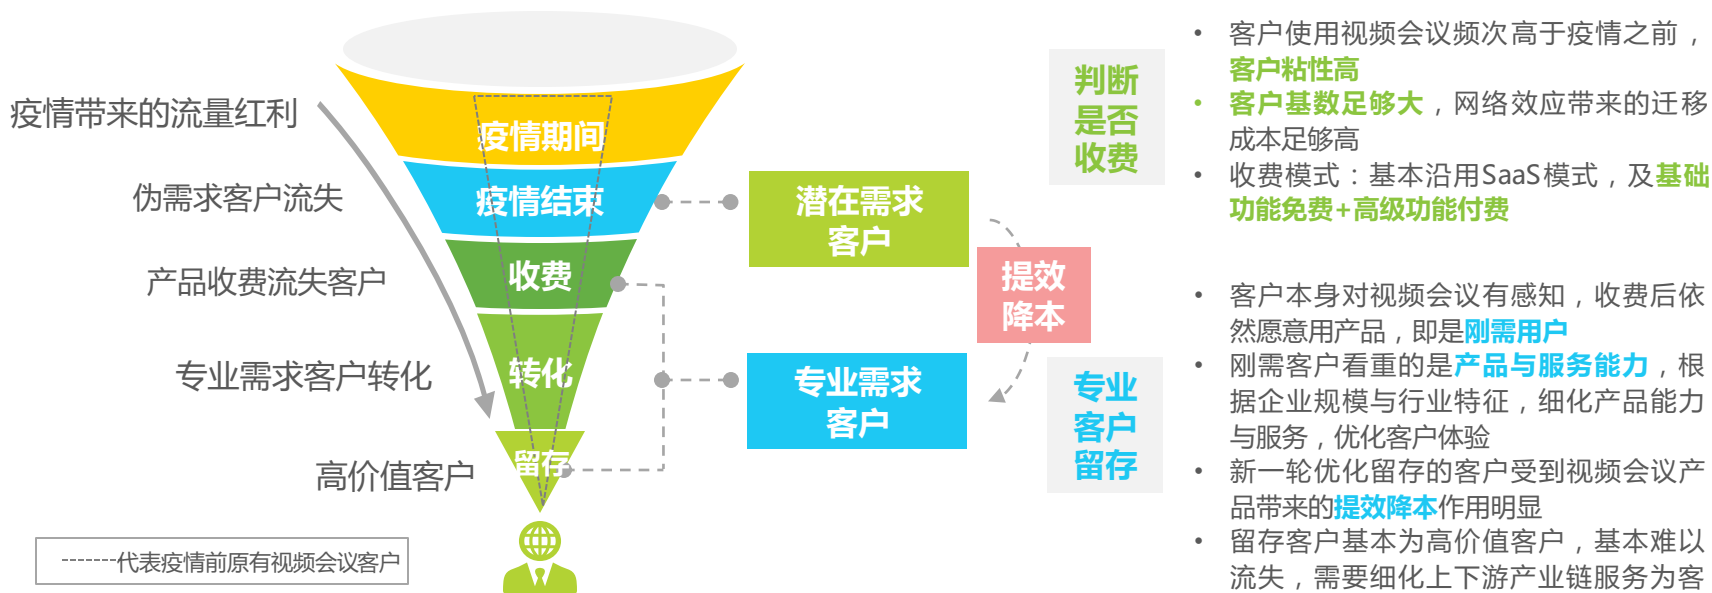 疫情带来的流量红利
伪需求客户流失
产品收费流失客户
专业需求客户转化
高价值客户
疫情期间
疫情结束
收费
转化
留存
-------代表疫情前原有视频会议客户
潜在需求
客户
专业需求
客户
提效
降本
判断
是否
收费
• 客户使用视频会议频次高于疫情之前，
客户粘性高
• 客户基数足够大，网络效应带来的迁移
成本足够高
• 收费模式：基本沿用SaaS模式，及基础
功能免费+高级功能付费
专业
客户
留存
• 客户本身对视频会议有感知，收费后依
然愿意用产品，即是刚需用户
• 刚需客户看重的是产品与服务能力，根
据企业规模与行业特征，细化产品能力
与服务，优化客户体验
• 新一轮优化留存的客户受到视频会议产
品带来的提效降本作用明显
• 留存客户基本为高价值客户，基本难以
流失，需要细化上下游产业链服务为客